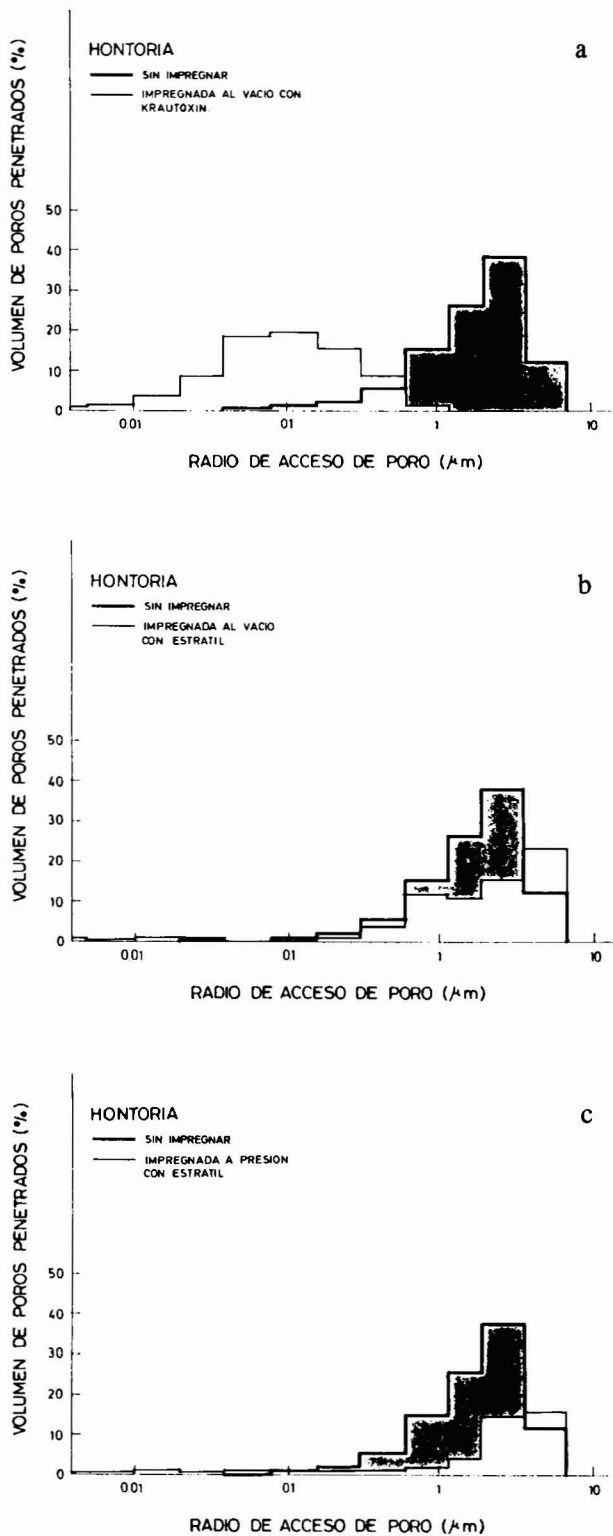 a
HONTORIA
SIN IMPREGNAR
IMPREGNADA AL VACIO CON
KRAUTOXIN.
VOLUMEN DE POROS PENETRADOS (%)
50
40
30
20
10
0
0.01
01
1
10
RADIO DE ACCESO DE PORO (μm)
b
HONTORIA
SIN IMPREGNAR
IMPREGNADA AL VACIO
CON ESTRATIL
VOLUMEN DE POROS PENETRADOS (%)
50
40
30
20
10
0
0.01
0.1
1
10
RADIO DE ACCESO DE PORO (μm)
c
HONTORIA
SIN IMPREGNAR
IMPREGNADA A PRESION
CON ESTRATIL
VOLUMEN DE POROS PENETRADOS (%)
50
40
30
20
10
0
0.01
0.1
1
10
RADIO DE ACCESO DE PORO (μm)